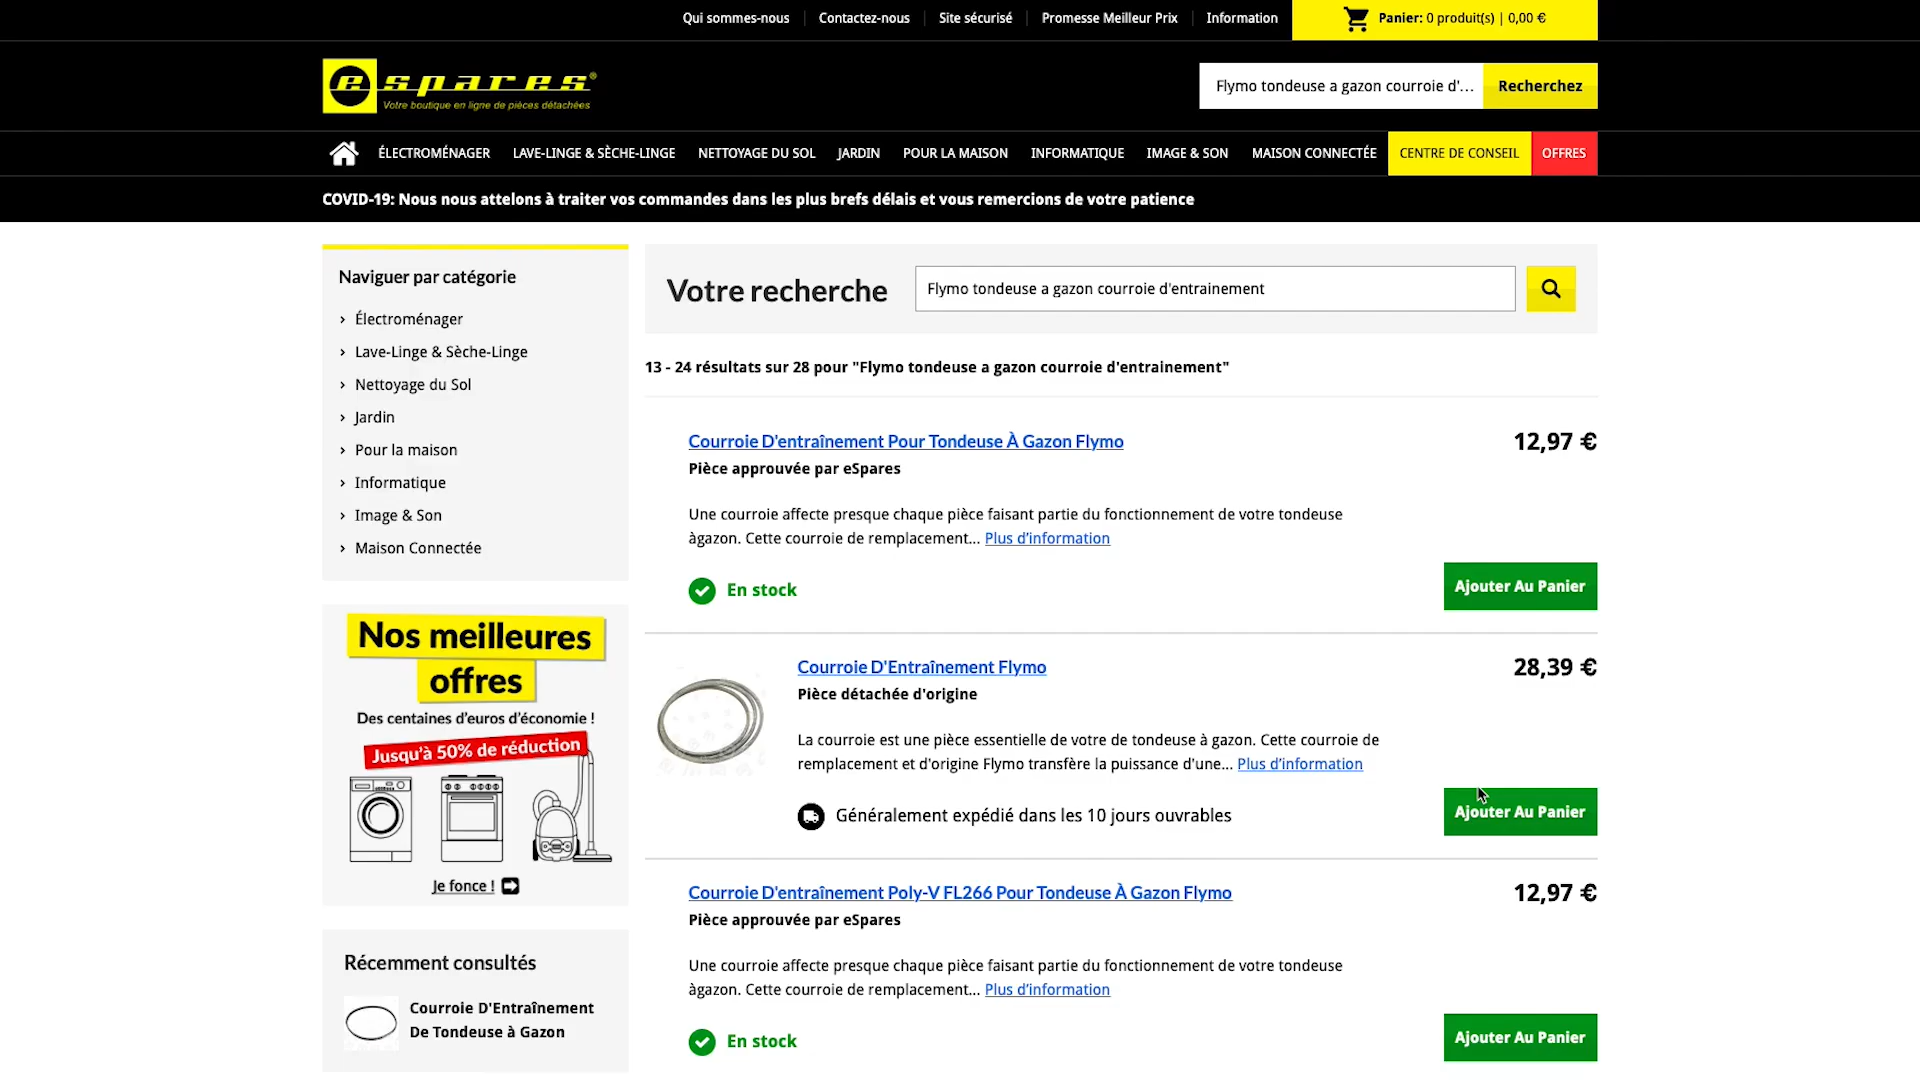 Qui sommes-nous
Contactez-nous
Site sécurisé
Promesse Meilleur Prix
Information
Panier: 0 produit(s) | 0,00 €
e spares®
Votre boutique en ligne de pièces détachées
Flymo tondeuse a gazon courroie d'...
Recherchez
ÉLECTROMÉNAGER
LAVE-LINGE & SÈCHE-LINGE
NETTOYAGE DU SOL
JARDIN
POUR LA MAISON
INFORMATIQUE
IMAGE & SON
MAISON CONNECTÉE
CENTRE DE CONSEIL
OFFRES
COVID-19: Nous nous attelons à traiter vos commandes dans les plus brefs délais et vous remercions de votre patience
Naviguer par catégorie
Électroménager
Lave-Linge & Sèche-Linge
Nettoyage du Sol
Jardin
Pour la maison
Informatique
Image & Son
Maison Connectée
Nos meilleures
offres
Des centaines d'euros d'économie !
Jusqu'à 50% de réduction
Je fonce !
Récemment consultés
Courroie D'Entraînement
De Tondeuse à Gazon
Votre recherche
Flymo tondeuse a gazon courroie d'entrainement
13 - 24 résultats sur 28 pour "Flymo tondeuse a gazon courroie d'entrainement"
Courroie D'entraînement Pour Tondeuse À Gazon Flymo
12,97 €
Pièce approuvée par eSpares
Une courroie affecte presque chaque pièce faisant partie du fonctionnement de votre tondeuse
àgazon. Cette courroie de remplacement... Plus d'information
En stock
Ajouter Au Panier
Courroie D'Entraînement Flymo
28,39 €
Pièce détachée d'origine
La courroie est une pièce essentielle de votre de tondeuse à gazon. Cette courroie de
remplacement et d'origine Flymo transfère la puissance d'une... Plus d'information
Généralement expédié dans les 10 jours ouvrables
Ajouter Au Panier
Courroie D'entraînement Poly-V FL266 Pour Tondeuse À Gazon Flymo
12,97 €
Pièce approuvée par eSpares
Une courroie affecte presque chaque pièce faisant partie du fonctionnement de votre tondeuse
àgazon. Cette courroie de remplacement... Plus d'information
En stock
Ajouter Au Panier